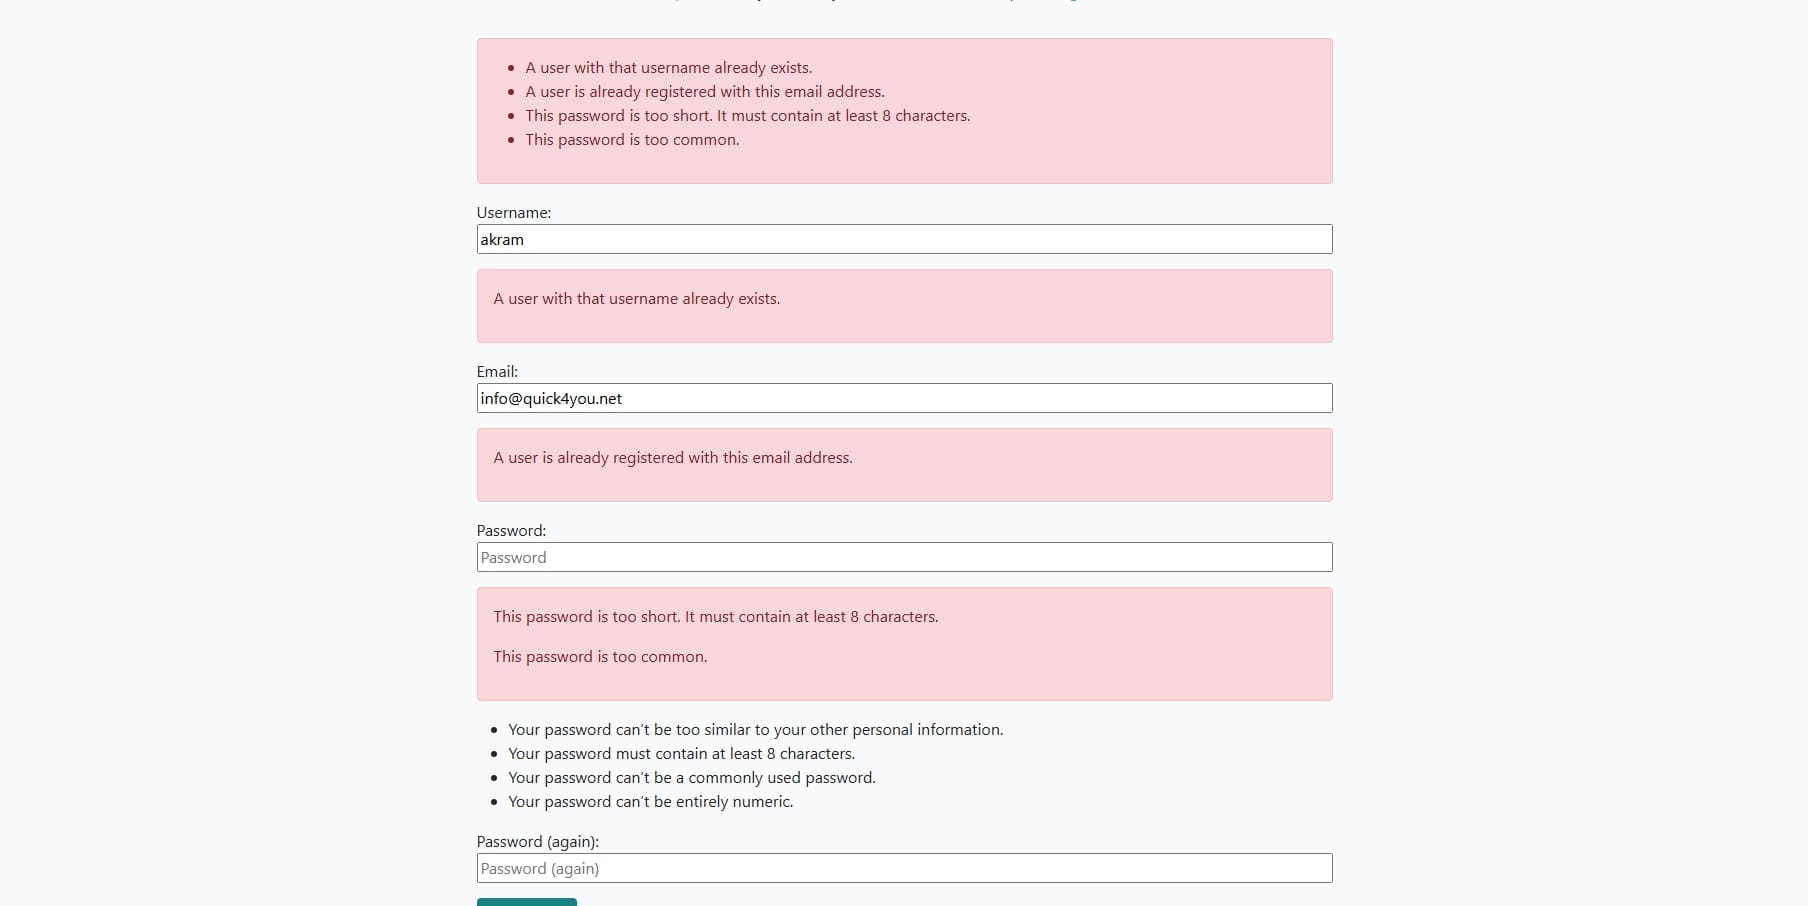 A user with that username already exists.
A user is already registered with this email address.
This password is too short. It must contain at least 8 characters.
This password is too common.
Username:
akram
A user with that username already exists.
Email:
info@quick4you.net
A user is already registered with this email address.
Password:
Password
This password is too short. It must contain at least 8 characters.
This password is too common.
Your password can’t be too similar to your other personal information.
Your password must contain at least 8 characters.
Your password can’t be a commonly used password.
Your password can’t be entirely numeric.
Password (again):
Password (again)